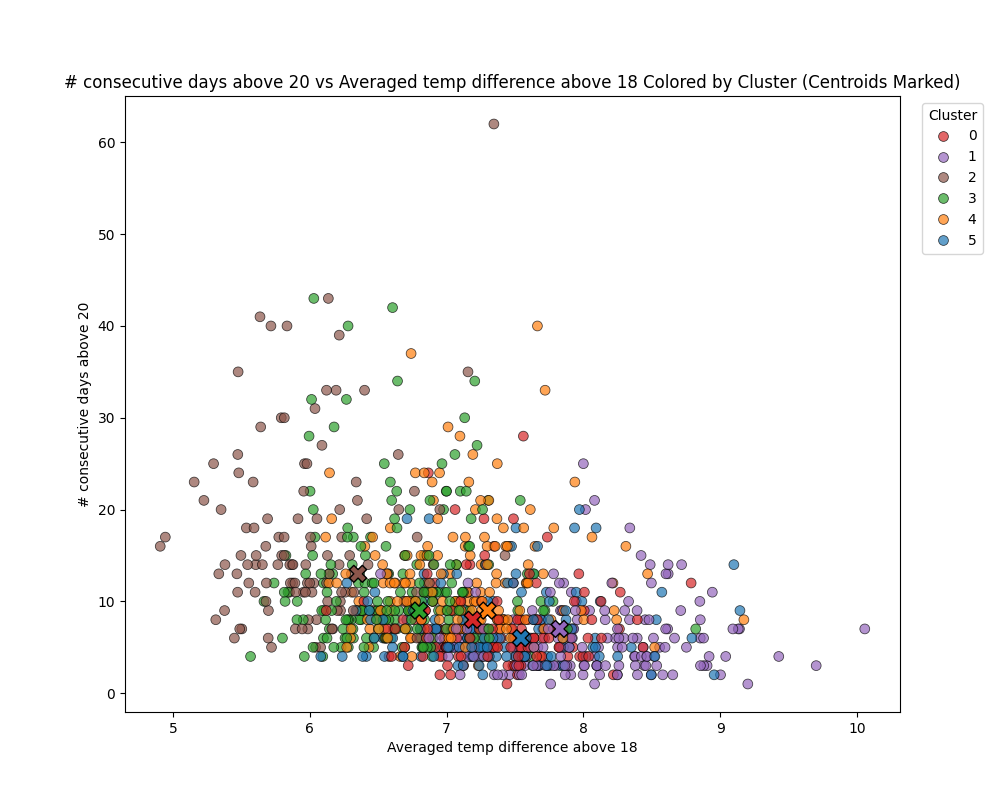 # consecutive days above 20 vs Averaged temp difference above 18 Colored by Cluster (Centroids Marked)
Cluster
0
1
2
3
4
5
# consecutive days above 20
60
50
40
30
20
10
0
5 6 7 8 9 10
Averaged temp difference above 18